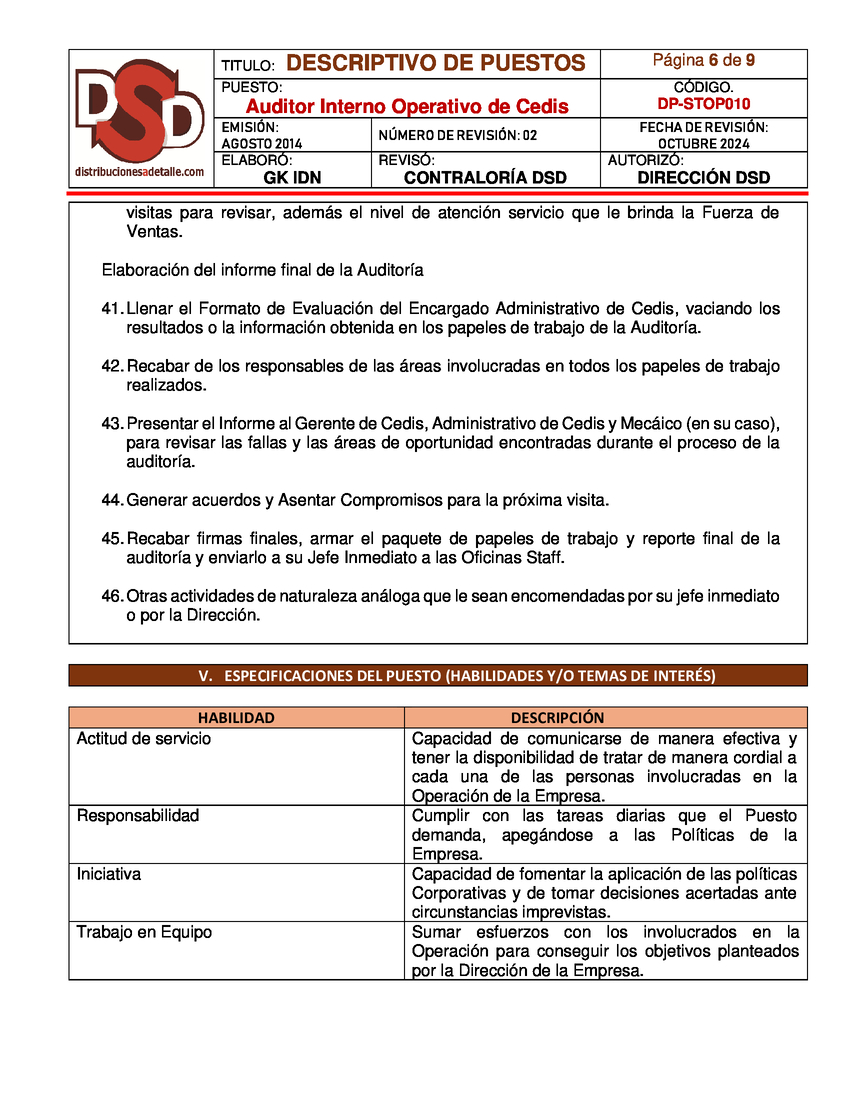 DSD
distribucionesadetalle.com
TITULO: DESCRIPTIVO DE PUESTOS
Página 6 de 9
PUESTO:
Auditor Interno Operativo de Cedis
CÓDIGO.
DP-STOP010
EMISIÓN:
AGOSTO 2014
NÚMERO DE REVISIÓN: 02
FECHA DE REVISIÓN:
OCTUBRE 2024
ELABORÓ:
GK IDN
REVISÓ:
CONTRALORÍA DSD
AUTORIZÓ:
DIRECCIÓN DSD
visitas para revisar, además el nivel de atención servicio que le brinda la Fuerza de
Ventas.
Elaboración del informe final de la Auditoría
41. Llenar el Formato de Evaluación del Encargado Administrativo de Cedis, vaciando los
resultados o la información obtenida en los papeles de trabajo de la Auditoría.
42. Recabar de los responsables de las áreas involucradas en todos los papeles de trabajo
realizados.
43. Presentar el Informe al Gerente de Cedis, Administrativo de Cedis y Mecáico (en su caso),
para revisar las fallas y las áreas de oportunidad encontradas durante el proceso de la
auditoría.
44. Generar acuerdos y Asentar Compromisos para la próxima visita.
45. Recabar firmas finales, armar el paquete de papeles de trabajo y reporte final de la
auditoría y enviarlo a su Jefe Inmediato a las Oficinas Staff.
46. Otras actividades de naturaleza análoga que le sean encomendadas por su jefe inmediato
o por la Dirección.
V. ESPECIFICACIONES DEL PUESTO (HABILIDADES Y/O TEMAS DE INTERÉS)
HABILIDAD
DESCRIPCIÓN
Actitud de servicio
Capacidad de comunicarse de manera efectiva y
tener la disponibilidad de tratar de manera cordial a
cada una de las personas involucradas en la
Operación de la Empresa.
Responsabilidad
Cumplir con las tareas diarias que el Puesto
demanda, apegándose a las Políticas de la
Empresa.
Iniciativa
Capacidad de fomentar la aplicación de las políticas
Corporativas y de tomar decisiones acertadas ante
circunstancias imprevistas.
Trabajo en Equipo
Sumar esfuerzos con los involucrados en la
Operación para conseguir los objetivos planteados
por la Dirección de la Empresa.